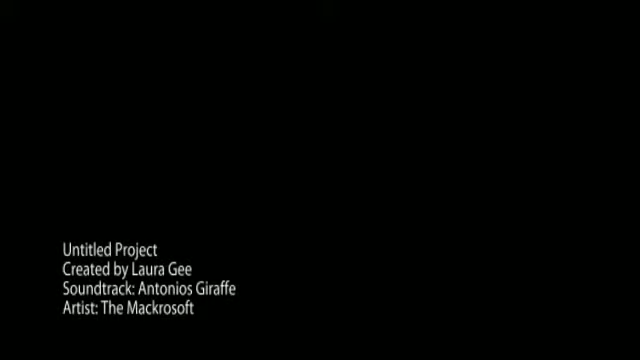 Untitled Project
Created by Laura Gee
Soundtrack: Antonios Giraffe
Artist: The Mackrosoft